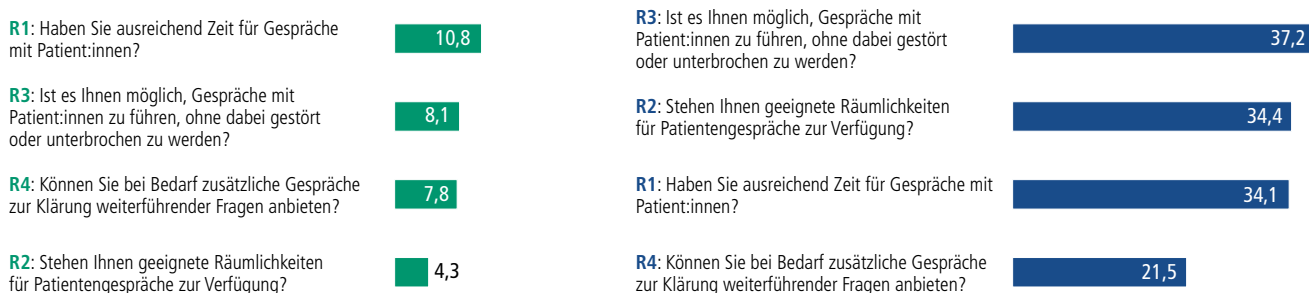 R1: Haben Sie ausreichend Zeit für Gespräche
mit Patient:innen?
10,8
R3: Ist es Ihnen möglich, Gespräche mit
Patient:innen zu führen, ohne dabei gestört
oder unterbrochen zu werden?
8,1
R4: Können Sie bei Bedarf zusätzliche Gespräche
zur Klärung weiterführender Fragen anbieten?
7,8
R2: Stehen Ihnen geeignete Räumlichkeiten
für Patientengespräche zur Verfügung?
4,3
R3: Ist es Ihnen möglich, Gespräche mit
Patient:innen zu führen, ohne dabei gestört
oder unterbrochen zu werden?
37,2
R2: Stehen Ihnen geeignete Räumlichkeiten
für Patientengespräche zur Verfügung?
34,4
R1: Haben Sie ausreichend Zeit für Gespräche mit
Patient:innen?
34,1
R4: Können Sie bei Bedarf zusätzliche Gespräche
zur Klärung weiterführender Fragen anbieten?
21,5